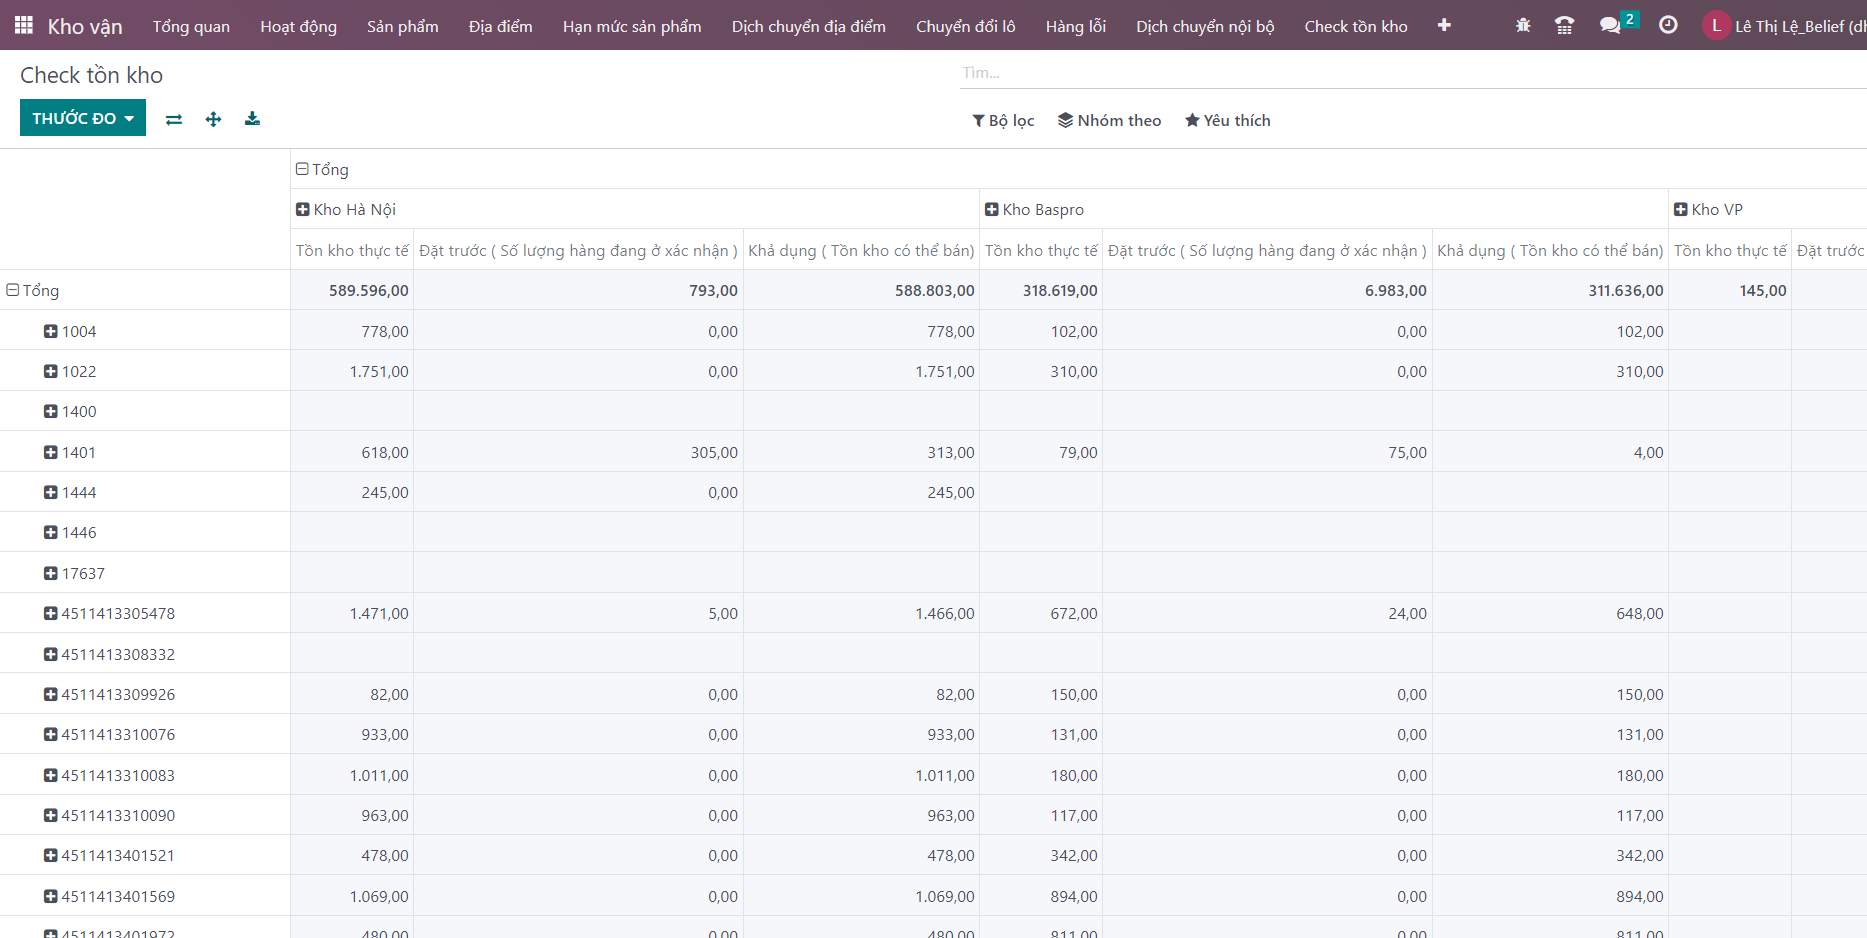 Kho vận Tổng quan Hoạt động Sản phẩm Địa điểm Hạn mức sản phẩm Dịch chuyển địa điểm Chuyển đổi lô Hàng lỗi Dịch chuyển nội bộ Check tồn kho 2 L Lê Thị Lệ_Belief (dh
Check tồn kho
Tìm...
THƯỚC ĐO
Bộ lọc Nhóm theo Yêu thích
Tổng
Kho Hà Nội Kho Baspro Kho VP
Tồn kho thực tế Đặt trước ( Số lượng hàng đang ở xác nhận ) Khả dụng ( Tồn kho có thể bán) Tồn kho thực tế Đặt trước ( Số lượng hàng đang ở xác nhận ) Khả dụng ( Tồn kho có thể bán) Tồn kho thực tế Đặt trước
Tổng 589.596,00 793,00 588.803,00 318.619,00 6.983,00 311.636,00 145,00
1004 778,00 0,00 778,00 102,00 0,00 102,00
1022 1.751,00 0,00 1.751,00 310,00 0,00 310,00
1400
1401 618,00 305,00 313,00 79,00 75,00 4,00
1444 245,00 0,00 245,00
1446
17637
4511413305478 1.471,00 5,00 1.466,00 672,00 24,00 648,00
4511413308332
4511413309926 82,00 0,00 82,00 150,00 0,00 150,00
4511413310076 933,00 0,00 933,00 131,00 0,00 131,00
4511413310083 1.011,00 0,00 1.011,00 180,00 0,00 180,00
4511413310090 963,00 0,00 963,00 117,00 0,00 117,00
4511413401521 478,00 0,00 478,00 342,00 0,00 342,00
4511413401569 1.069,00 0,00 1.069,00 894,00 0,00 894,00
4511413401972 480,00 0,00 480,00 811,00 0,00 811,00